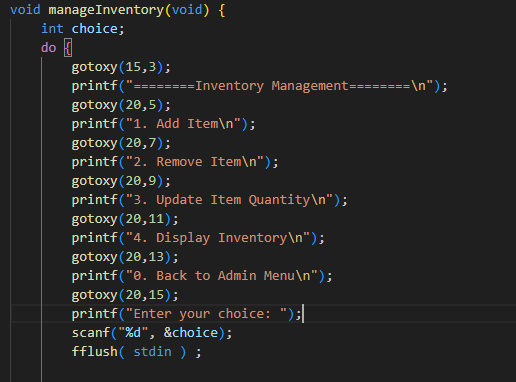 void manageInventory(void) {
    int choice;
    do {
        gotoxy(15,3);
        printf("========Inventory Management========\n");
        gotoxy(20,5);
        printf("1. Add Item\n");
        gotoxy(20,7);
        printf("2. Remove Item\n");
        gotoxy(20,9);
        printf("3. Update Item Quantity\n");
        gotoxy(20,11);
        printf("4. Display Inventory\n");
        gotoxy(20,13);
        printf("0. Back to Admin Menu\n");
        gotoxy(20,15);
        printf("Enter your choice: ");
        scanf("%d", &choice);
        fflush( stdin ) ;